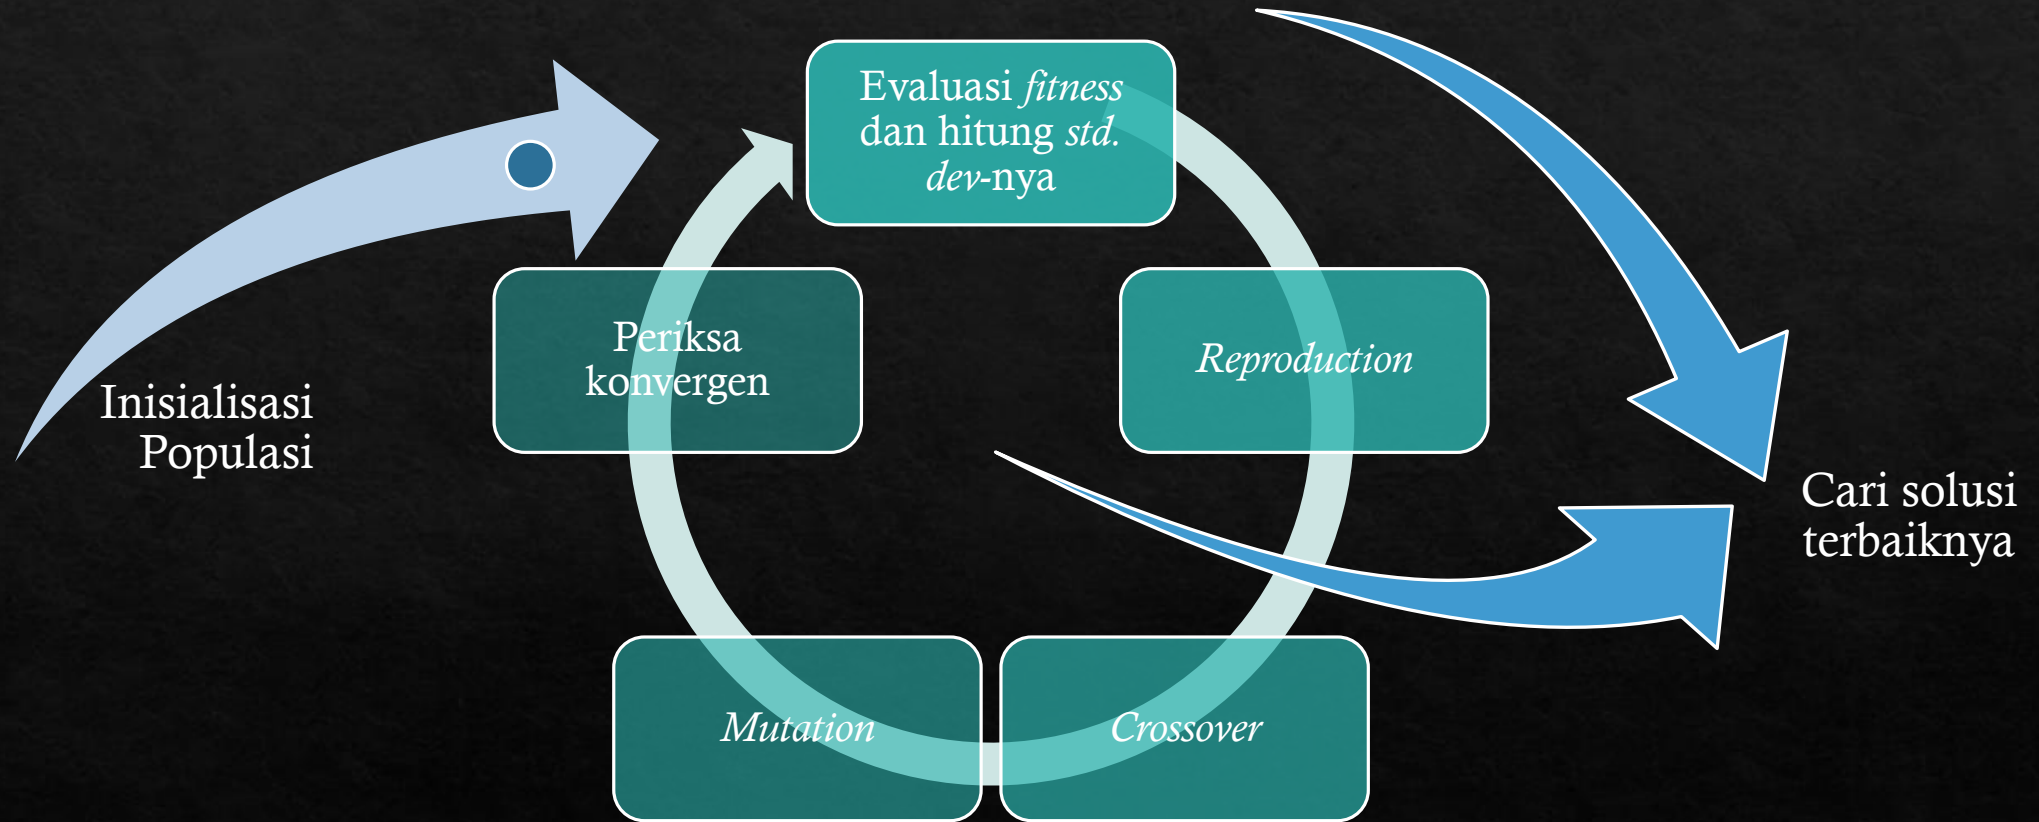 Inisialisasi
Populasi
Evaluasi fitness
dan hitung std.
dev-nya
Reproduction
Crossover
Mutation
Periksa
konvergen
Cari solusi
terbaiknya